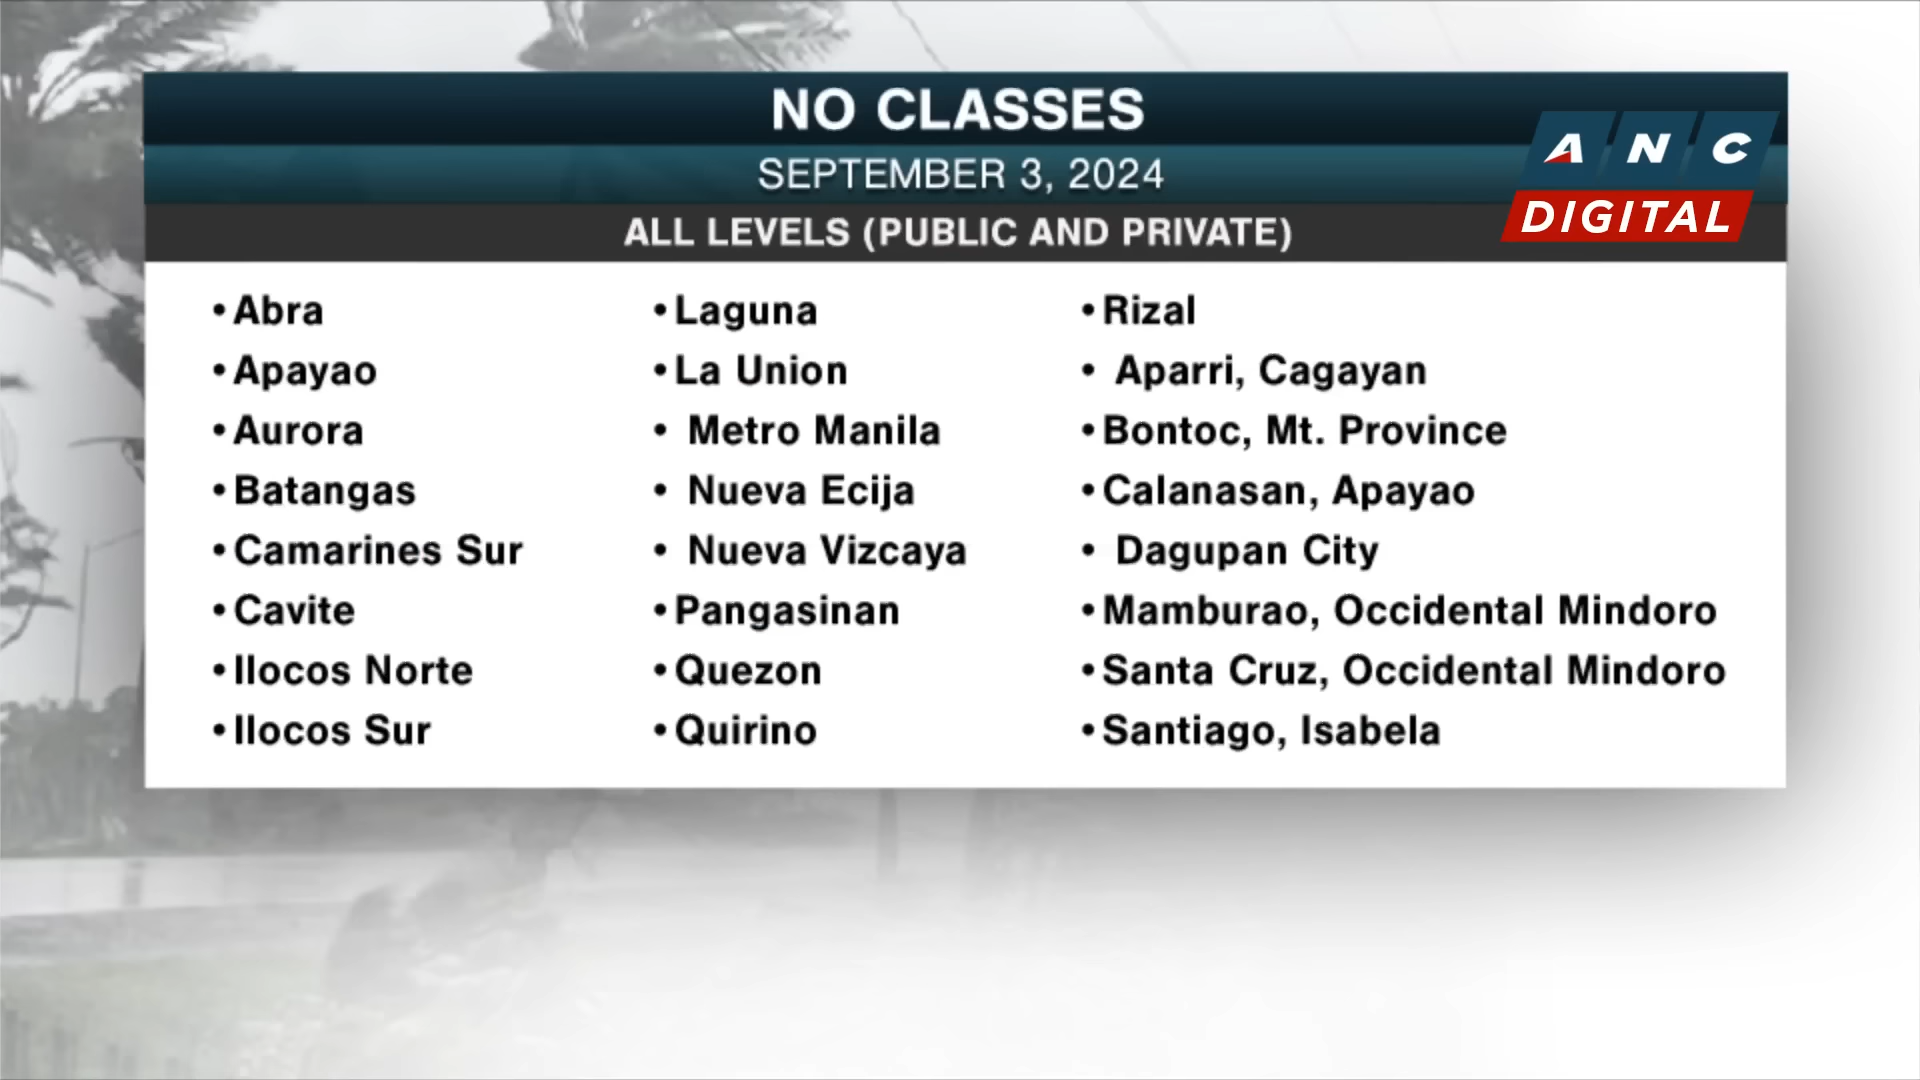 NO CLASSES
SEPTEMBER 3, 2024
ALL LEVELS (PUBLIC AND PRIVATE)
A N C
DIGITAL
• Abra
• Apayao
• Aurora
• Batangas
• Camarines Sur
• Cavite
• Ilocos Norte
• Ilocos Sur
• Laguna
• La Union
• Metro Manila
• Nueva Ecija
• Nueva Vizcaya
• Pangasinan
• Quezon
• Quirino
• Rizal
• Aparri, Cagayan
• Bontoc, Mt. Province
• Calanasan, Apayao
• Dagupan City
• Mamburao, Occidental Mindoro
• Santa Cruz, Occidental Mindoro
• Santiago, Isabela